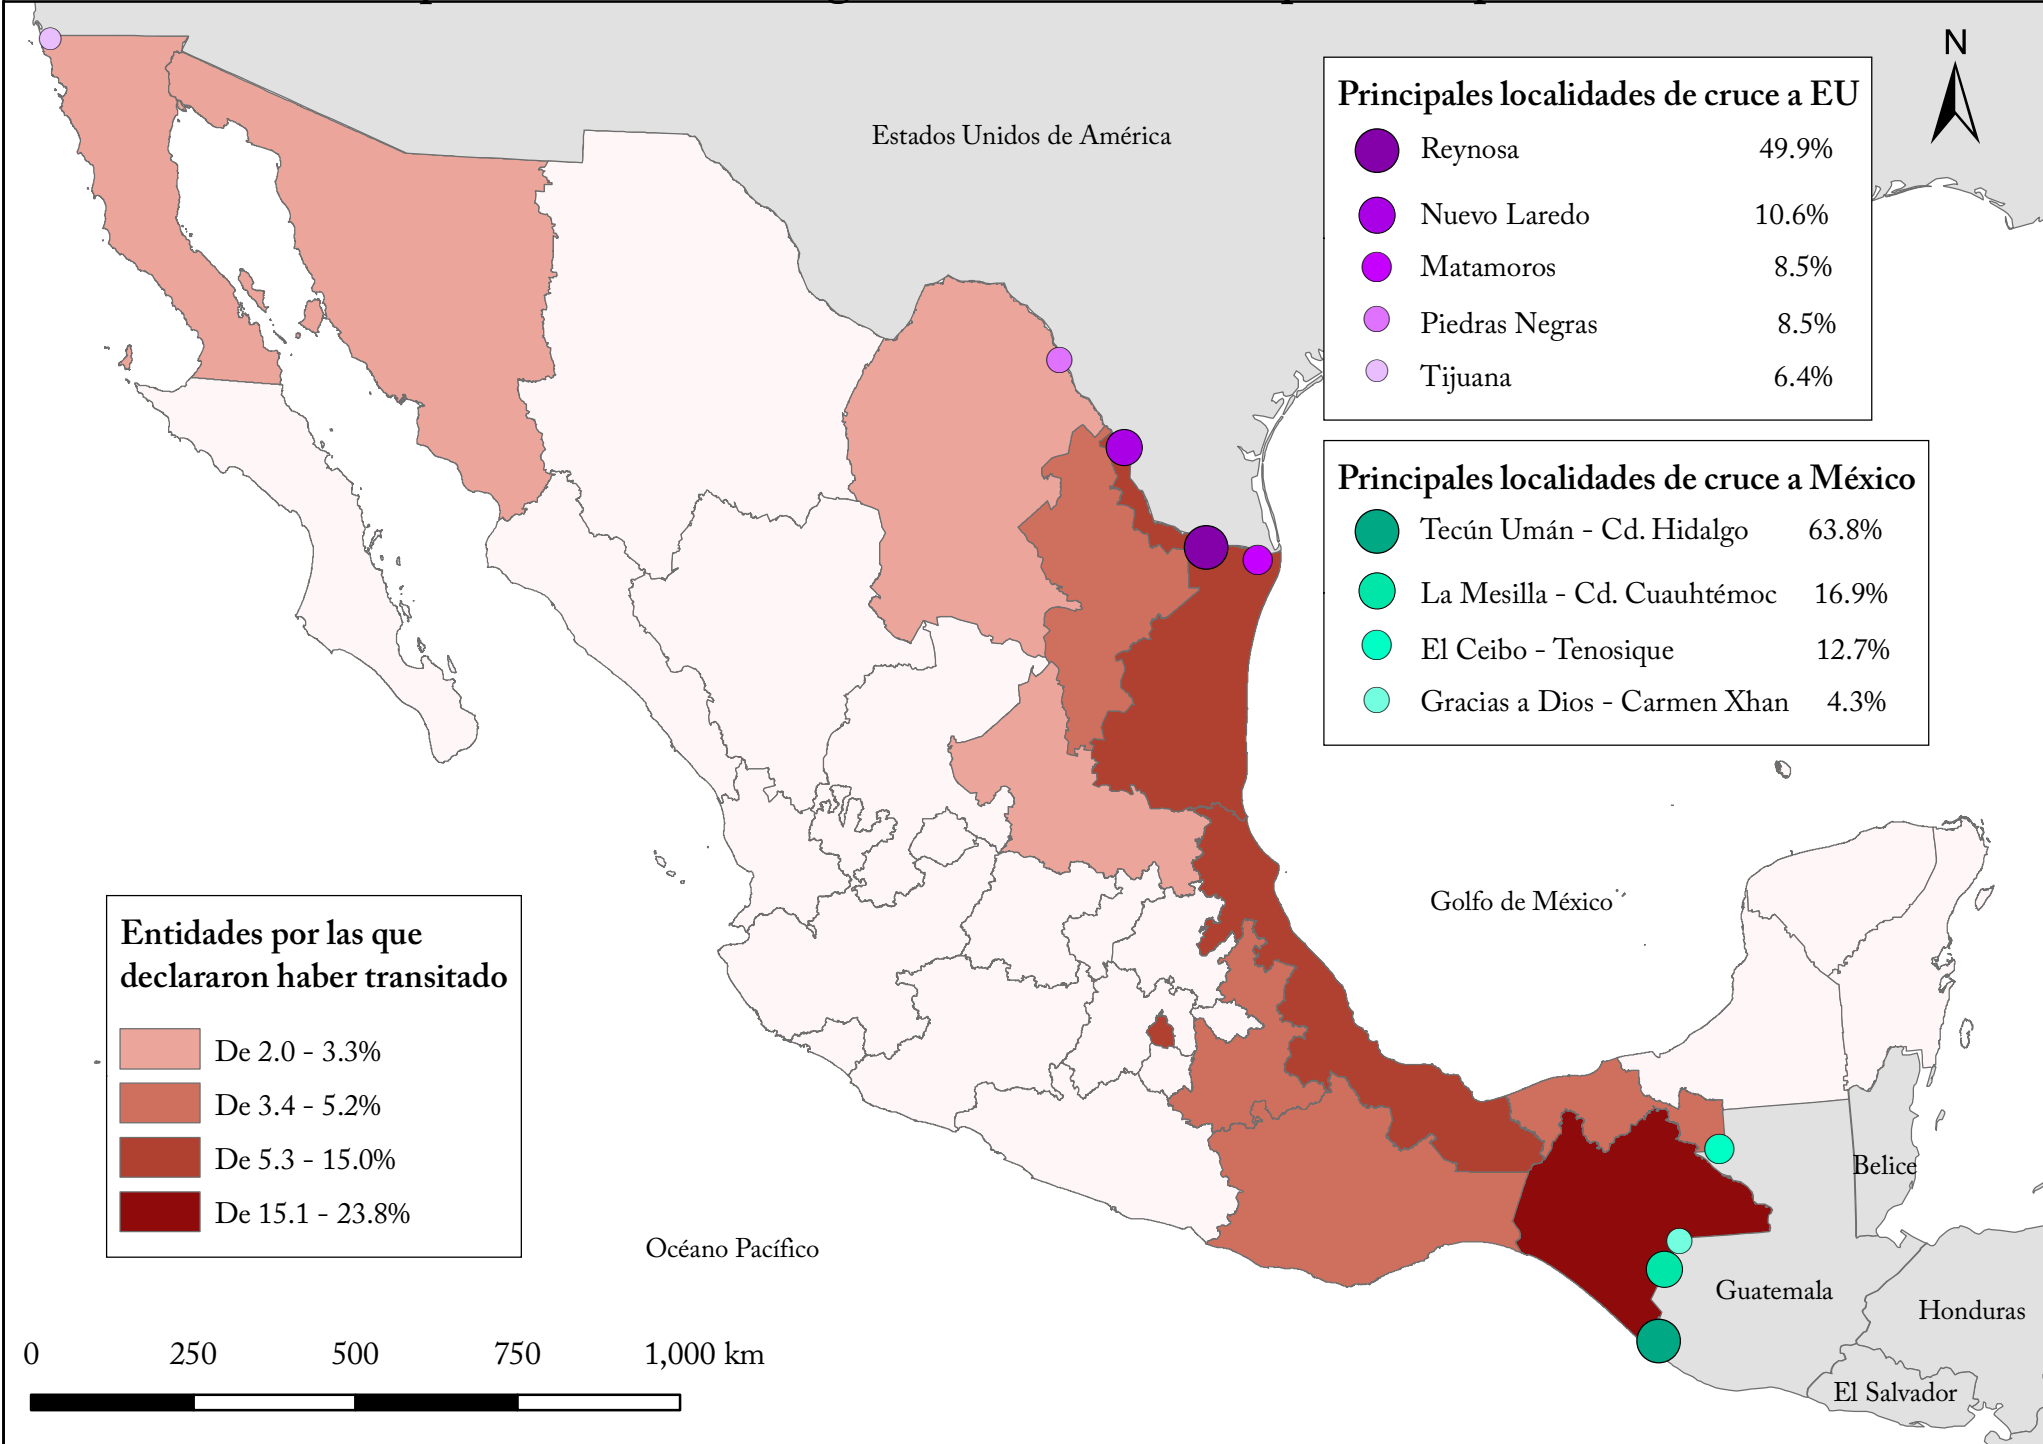 N
Estados Unidos de América
Principales localidades de cruce a EU
Reynosa 49.9%
Nuevo Laredo 10.6%
Matamoros 8.5%
Piedras Negras 8.5%
Tijuana 6.4%
Principales localidades de cruce a México
Tecún Umán - Cd. Hidalgo 63.8%
La Mesilla - Cd. Cuauhtémoc 16.9%
El Ceibo - Tenosique 12.7%
Gracias a Dios - Carmen Xhan 4.3%
Golfo de México
Entidades por las que
declararon haber transitado
De 2.0 - 3.3%
De 3.4 - 5.2%
De 5.3 - 15.0%
De 15.1 - 23.8%
Belice
Océano Pacífico
Guatemala
Honduras
El Salvador
0 250 500 750 1,000 km